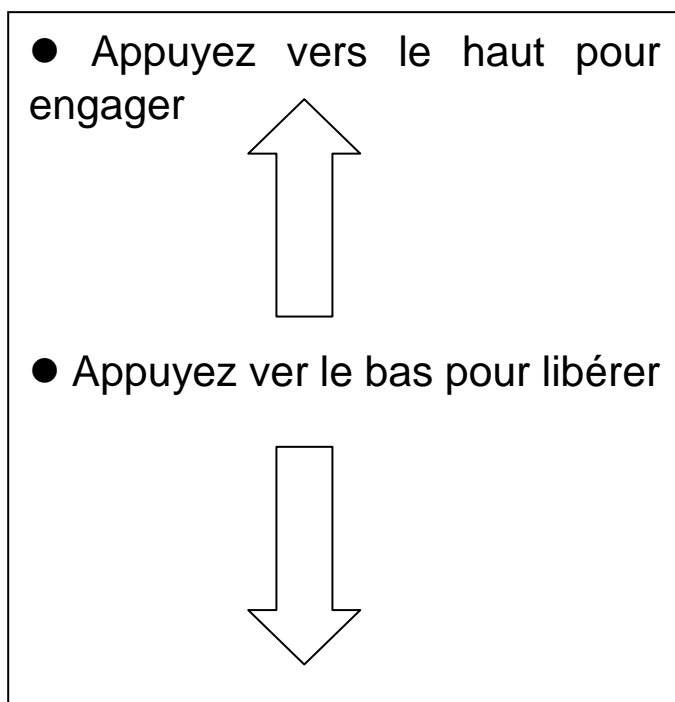 ● Appuyez vers le haut pour
engager
● Appuyez ver le bas pour libérer